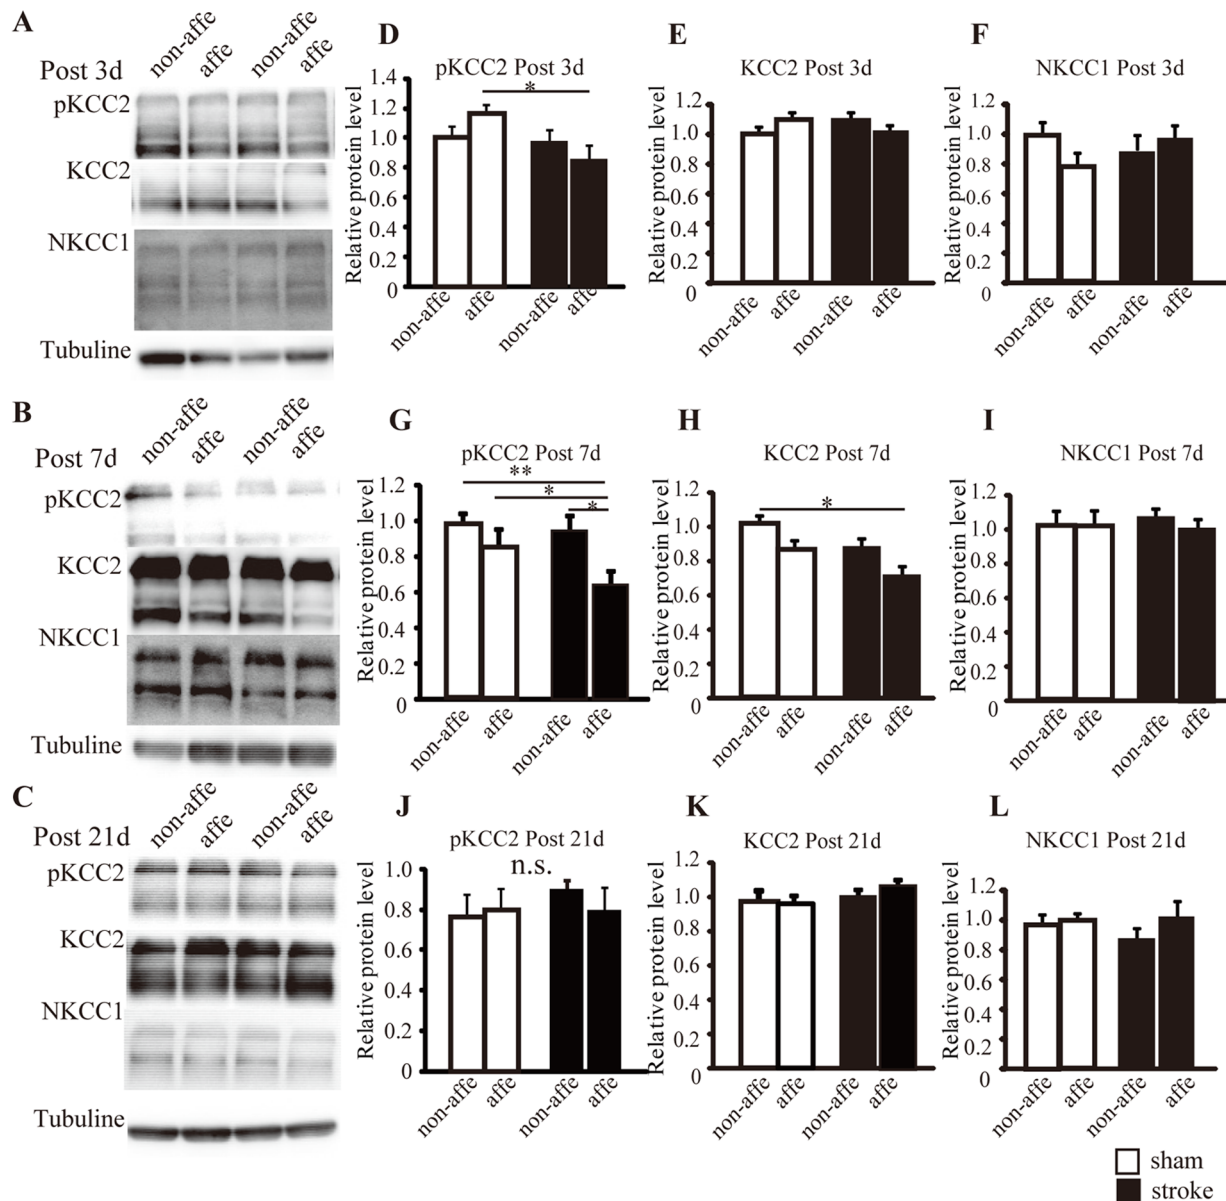 A
non-affe
affe
non-affe
affe
Post 3d
pKCC2
KCC2
NKCC1
Tubuline
D
pKCC2 Post 3d
*
Relative protein level
1.4
1.2
1.0
0.8
0.6
0.4
0.2
0
non-affe
affe
non-affe
affe
E
KCC2 Post 3d
Relative protein level
1.2
1.0
0.8
0.6
0.4
0.2
0
non-affe
affe
non-affe
affe
F
NKCC1 Post 3d
Relative protein level
1.2
1.0
0.8
0.6
0.4
0.2
0
non-affe
affe
non-affe
affe
B
non-affe
affe
non-affe
affe
Post 7d
pKCC2
KCC2
NKCC1
Tubuline
G
pKCC2 Post 7d
**
*
*
Relative protein level
1.2
1.0
0.8
0.6
0.4
0.2
0
non-affe
affe
non-affe
affe
H
KCC2 Post 7d
*
Relative protein level
1.2
1.0
0.8
0.6
0.4
0.2
0
non-affe
affe
non-affe
affe
I
NKCC1 Post 7d
Relative protein level
1.2
1.0
0.8
0.6
0.4
0.2
0
non-affe
affe
non-affe
affe
C
non-affe
affe
non-affe
affe
Post 21d
pKCC2
KCC2
NKCC1
Tubuline
J
pKCC2 Post 21d
n.s.
Relative protein level
1.0
0.8
0.6
0.4
0.2
0
non-affe
affe
non-affe
affe
K
KCC2 Post 21d
Relative protein level
1.2
1.0
0.8
0.6
0.4
0.2
0
non-affe
affe
non-affe
affe
L
NKCC1 Post 21d
Relative protein level
1.2
1.0
0.8
0.6
0.4
0.2
0
non-affe
affe
non-affe
affe
sham
stroke